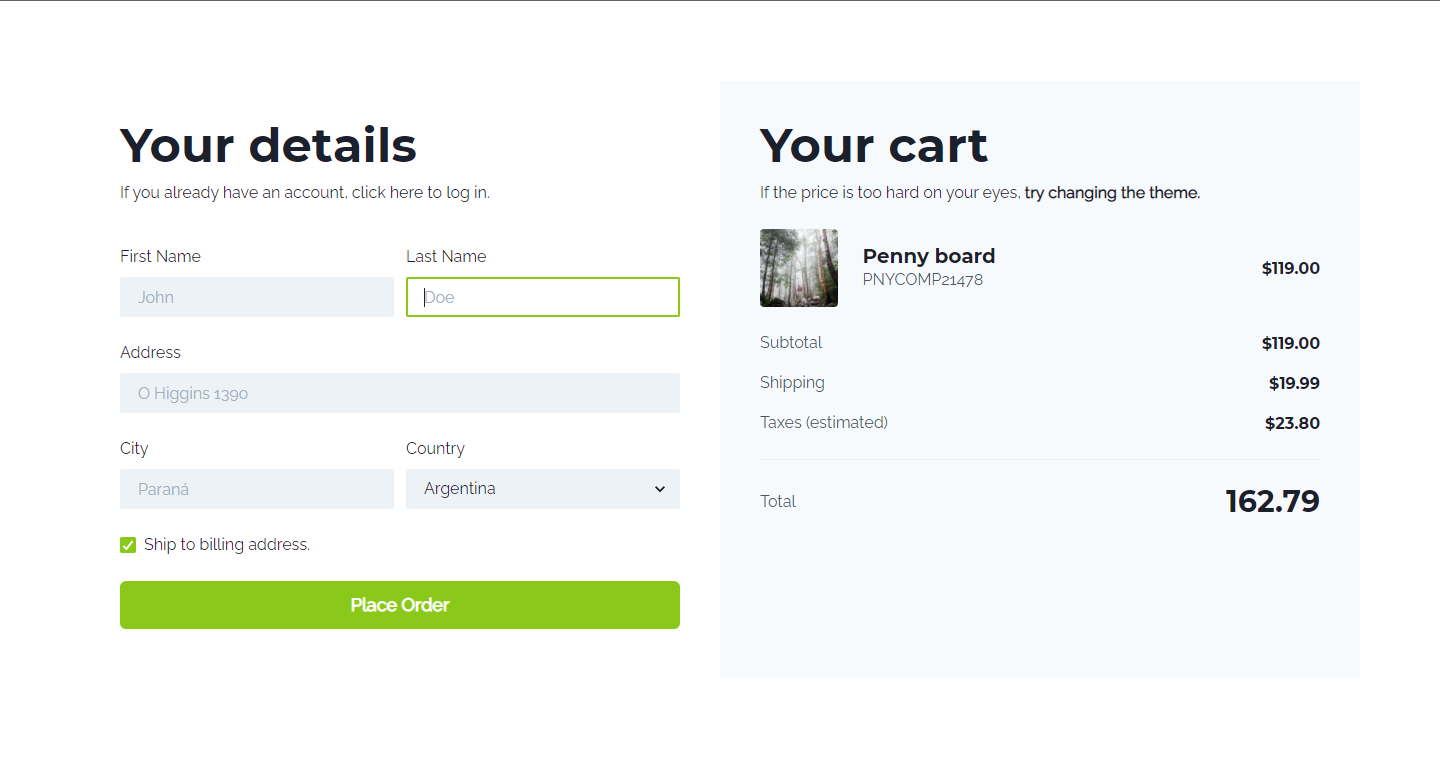 Your details
If you already have an account, click here to log in.
First Name
Last Name
John
Doe
Address
O Higgins 1390
City
Country
Paraná
Argentina
Ship to billing address.
Place Order
Your cart
If the price is too hard on your eyes, try changing the theme.
Penny board
PNYCOMP21478
$119.00
Subtotal
$119.00
Shipping
$19.99
Taxes (estimated)
$23.80
Total
162.79